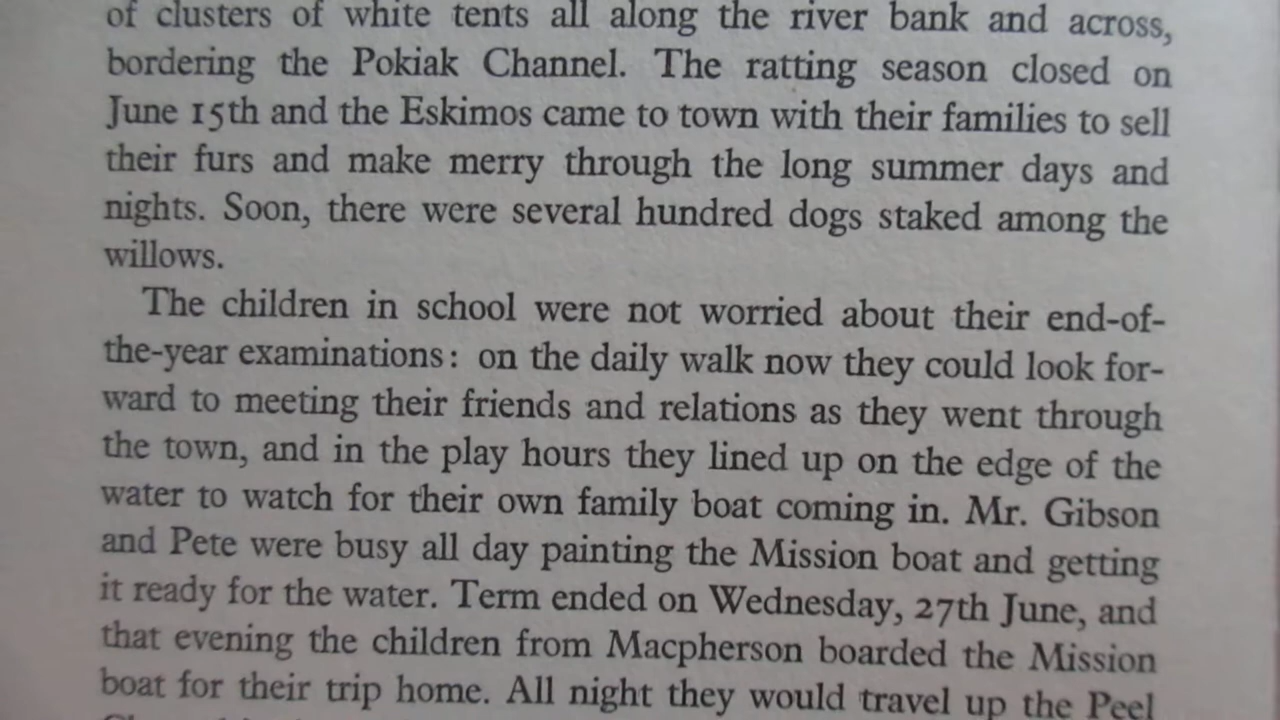 of clusters of white tents all along the river bank and across,
bordering the Pokiak Channel. The ratting season closed on
June 15th and the Eskimos came to town with their families to sell
their furs and make merry through the long summer days and
nights. Soon, there were several hundred dogs staked among the
willows.
The children in school were not worried about their end-of-
the-year examinations: on the daily walk now they could look for-
ward to meeting their friends and relations as they went through
the town, and in the play hours they lined up on the edge of the
water to watch for their own family boat coming in. Mr. Gibson
and Pete were busy all day painting the Mission boat and getting
it ready for the water. Term ended on Wednesday, 27th June, and
that evening the children from Macpherson boarded the Mission
boat for their trip home. All night they would travel up the Peel